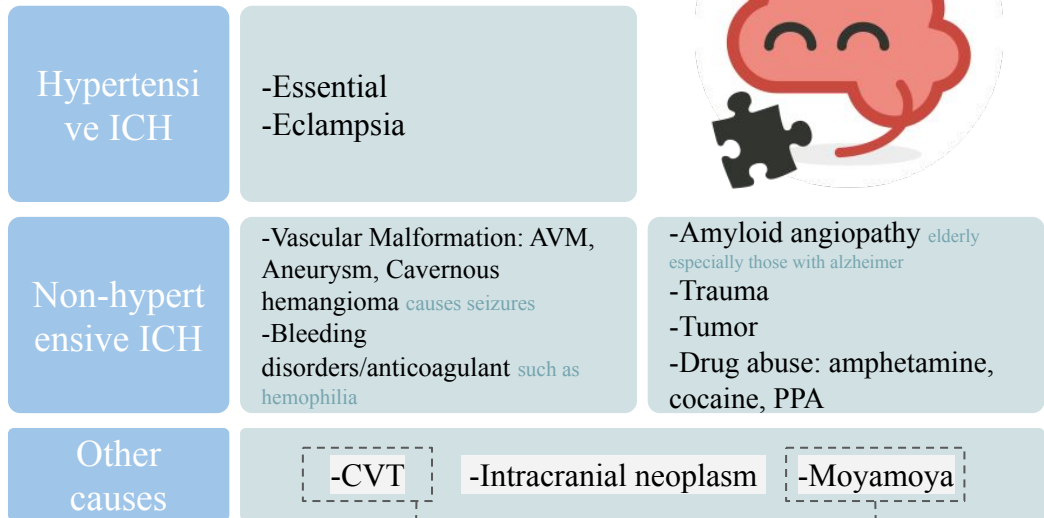 Hypertensi
ve ICH
-Essential
-Eclampsia
Non-hypert
ensive ICH
-Vascular Malformation: AVM,
Aneurysm, Cavernous
hemangioma causes seizures
-Bleeding
disorders/anticoagulant such as
hemophilia
-Amyloid angiopathy elderly
especially those with alzheimer
-Trauma
-Tumor
-Drug abuse: amphetamine,
cocaine, PPA
Other
causes
-CVT
-Intracranial neoplasm
-Moyamoya